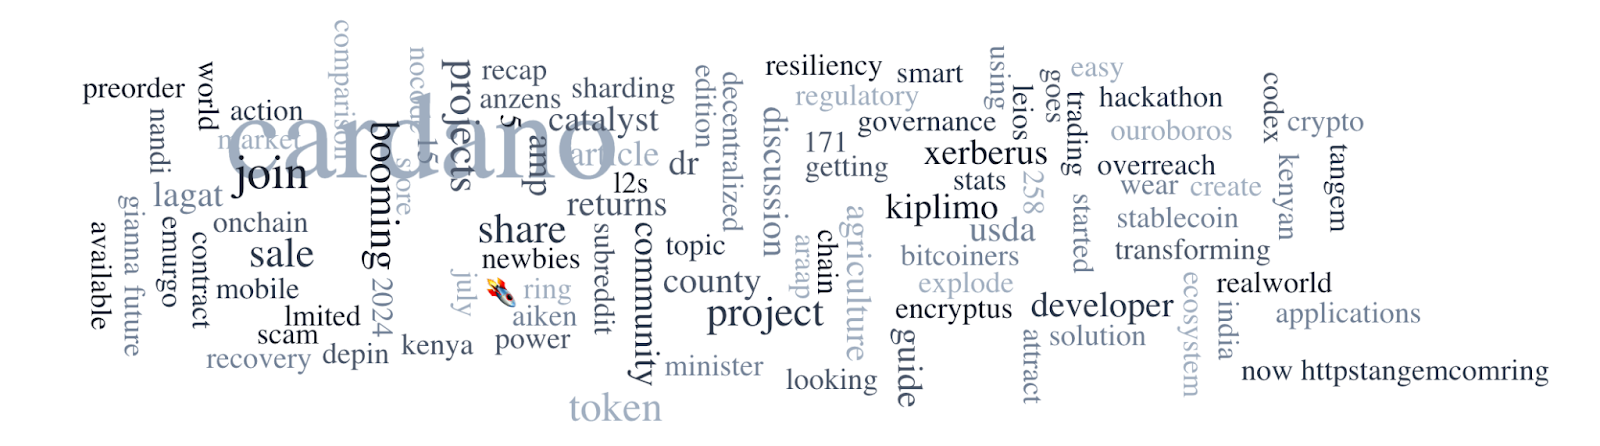 preorder
world
action
nandi
market
cardano
join
lagat
onchain
sale
gianna
available
emurgo
contract
future
mobile
lmited
scam
recovery
depin
2024
booming
comparison
nocode
15
score
projects
recap
anzens
5
amp
sharding
catalyst
article
l2s
returns
dr
edition
decentralized
share
newbies
subreddit
community
topic
county
july
🚀
ring
aiken
power
kenya
minister
token
project
discussion
resiliency
smart
regulatory
governance
171
getting
using
leios
goes
trading
easy
hackathon
ouroboros
xerberus
stats
258
overreach
wear
create
kiplimo
usda
started
stablecoin
transforming
bitcoiners
explode
encryptus
agriculture
araap
chain
looking
guide
developer
solution
attract
ecosystem
india
realworld
applications
codex
crypto
kenyan
tangem
now
httpstangemcomring